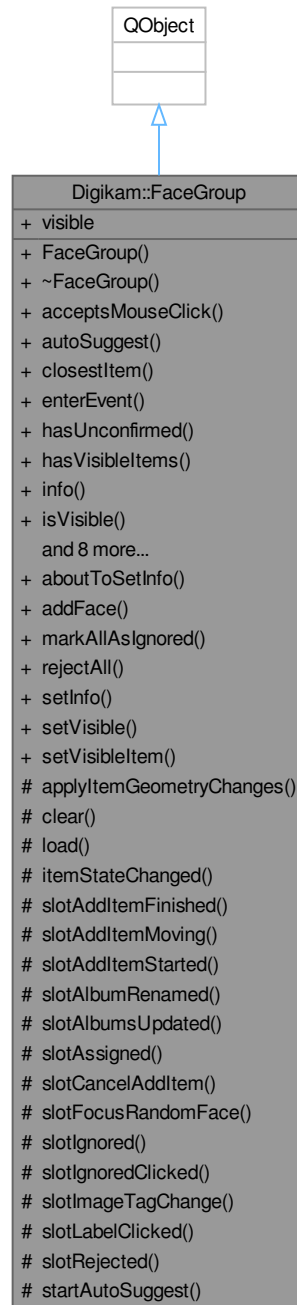 QObject
Digikam::FaceGroup
+ visible
+ FaceGroup()
+ ~FaceGroup()
+ acceptsMouseClick()
+ autoSuggest()
+ closestItem()
+ enterEvent()
+ hasUnconfirmed()
+ hasVisibleItems()
+ info()
+ isVisible()
and 8 more...
+ aboutToSetInfo()
+ addFace()
+ markAllAsIgnored()
+ rejectAll()
+ setInfo()
+ setVisible()
+ setVisibleItem()
# applyItemGeometryChanges()
# clear()
# load()
# itemStateChanged()
# slotAddItemFinished()
# slotAddItemMoving()
# slotAddItemStarted()
# slotAlbumRenamed()
# slotAlbumsUpdated()
# slotAssigned()
# slotCancelAddItem()
# slotFocusRandomFace()
# slotIgnored()
# slotIgnoredClicked()
# slotImageTagChange()
# slotLabelClicked()
# slotRejected()
# startAutoSuggest()